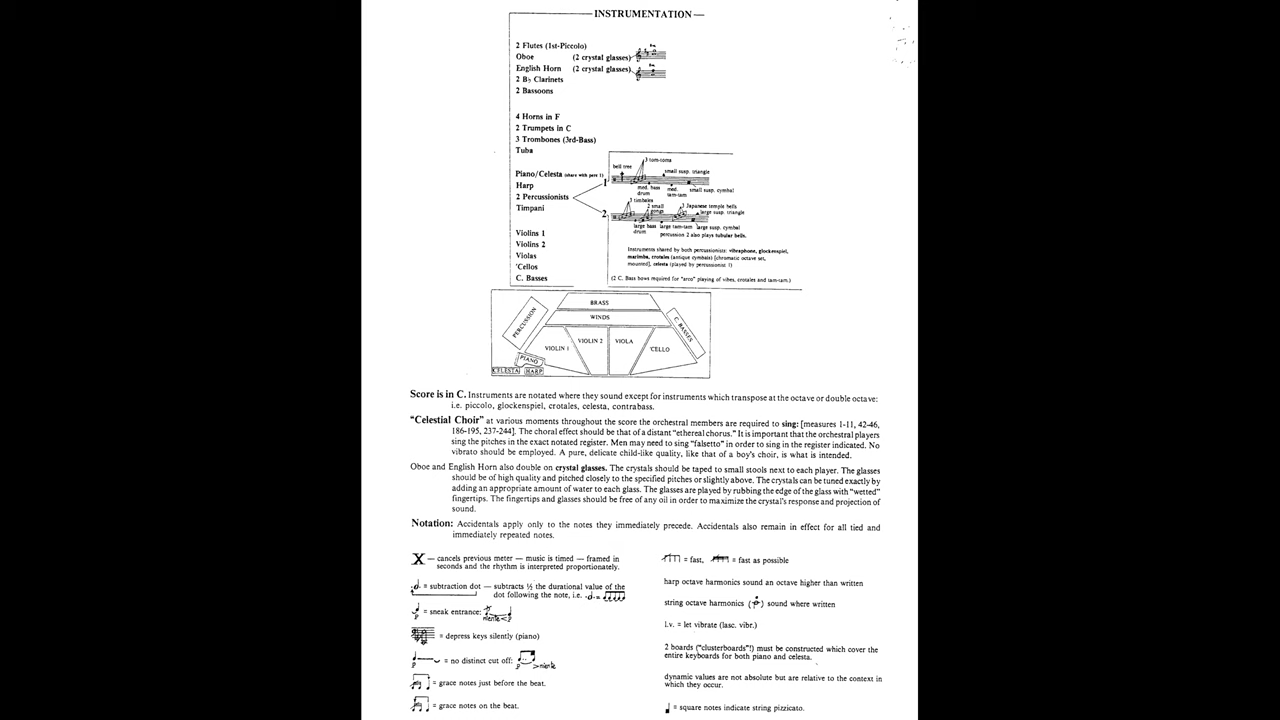 INSTRUMENTATION
2 Flutes (1st-Piccolo)
Oboe (2 crystal glasses)
English Horn (2 crystal glasses)
2 B♭ Clarinets
2 Bassoons
4 Horns in F
2 Trumpets in C
3 Trombones (3rd-Bass)
Tuba
Piano/Celesta (share with perc 1)
Harp
2 Percussionists
Timpani
Violins 1
Violins 2
Violas
'Cellos
C. Basses
1
bell tree
3 tom-toms
small susp. triangle
med. bass drum
med. tam-tam
small susp. cymbal
2
3 timbales
2 small gongs
3 Japanese temple bells
large susp. triangle
large bass drum
large tam-tam
large susp. cymbal
percussion 2 also plays tubular bells.
Instruments shared by both percussionists: vibraphone, glockenspiel,
marimba, crotales (antique cymbals) [chromatic octave set,
mounted], celesta (played by percussionist 1)
(2 C. Bass bows required for "arco" playing of vibes, crotales and tam-tam.)
PERCUSSION
BRASS
WINDS
C. BASSES
VIOLIN 1
VIOLIN 2
VIOLA
'CELLO
PIANO
CELESTA
HARP
Score is in C. Instruments are notated where they sound except for instruments which transpose at the octave or double octave:
i.e. piccolo, glockenspiel, crotales, celesta, contrabass.
"Celestial Choir" at various moments throughout the score the orchestral members are required to sing: [measures 1-11, 42-46,
186-195, 237-244]. The choral effect should be that of a distant "ethereal chorus." It is important that the orchestral players
sing the pitches in the exact notated register. Men may need to sing "falsetto" in order to sing in the register indicated. No
vibrato should be employed. A pure, delicate child-like quality, like that of a boy's choir, is what is intended.
Oboe and English Horn also double on crystal glasses. The crystals should be taped to small stools next to each player. The glasses
should be of high quality and pitched closely to the specified pitches or slightly above. The crystals can be tuned exactly by
adding an appropriate amount of water to each glass. The glasses are played by rubbing the edge of the glass with "wetted"
fingertips. The fingertips and glasses should be free of any oil in order to maximize the crystal's response and projection of
sound.
Notation: Accidentals apply only to the notes they immediately precede. Accidentals also remain in effect for all tied and
immediately repeated notes.
X — cancels previous meter — music is timed — framed in
seconds and the rhythm is interpreted proportionately.
= subtraction dot — subtracts ½ the durational value of the
dot following the note, i.e.
p = sneak entrance: niente < p
= depress keys silently (piano)
p = no distinct cut off: p > niente
= grace notes just before the beat.
= grace notes on the beat.
= fast, = fast as possible
harp octave harmonics sound an octave higher than written
string octave harmonics ( ) sound where written
l.v. = let vibrate (lasc. vibr.)
2 boards ("clusterboards"!) must be constructed which cover the
entire keyboards for both piano and celesta.
dynamic values are not absolute but are relative to the context in
which they occur.
= square notes indicate string pizzicato.